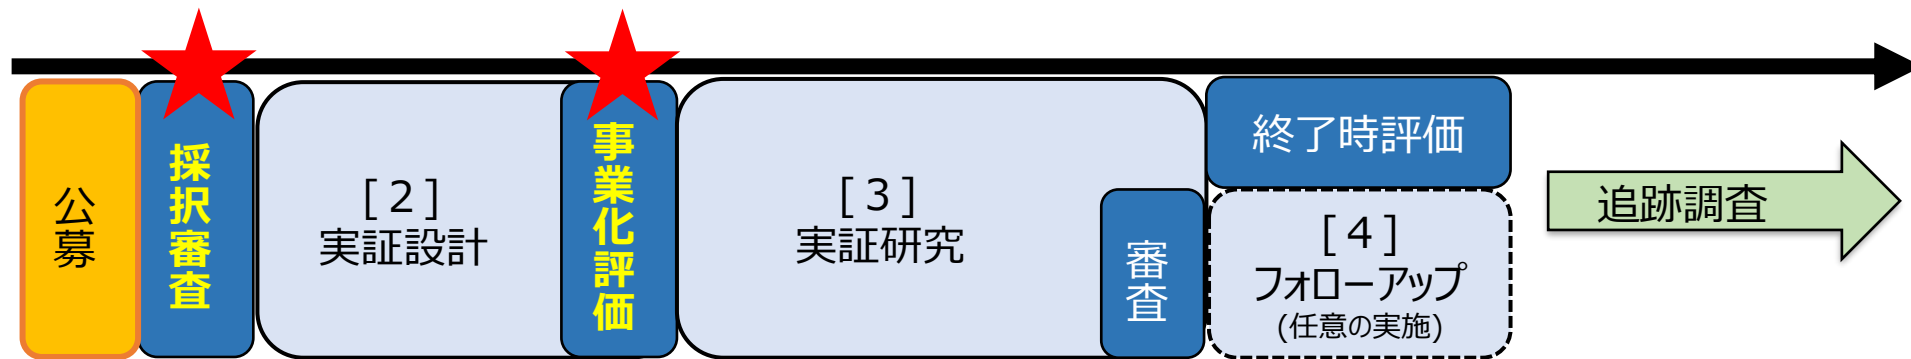 公募
採択審査
[2]
実証設計
事業化評価
[3]
実証研究
審査
終了時評価
[4]
フォローアップ
(任意の実施)
追跡調査